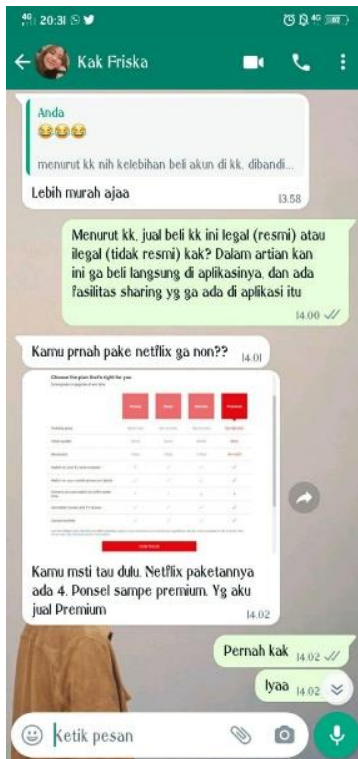 4G 20:31
4G
Kak Friska
Anda
😂😂😂
menurut kk nih kelebihan beli akun di kk, dibandi...
Lebih murah ajaa
13.58
Menurut kk, jual beli kk ini legal (resmi) atau
ilegal (tidak resmi) kak? Dalam artian kan
ini ga beli langsung di aplikasinya, dan ada
fasilitas sharing yg ga ada di aplikasi itu
14.00
Kamu prnah pake netflix ga non??
14.01
Choose the plan that's right for you
Premium
CONTINUE
Kamu msti tau dulu. Netflix paketannya
ada 4. Ponsel sampe premium. Yg aku
jual Premium
14.02
Pernah kak
14.02
Iyaa
14.02
Ketik pesan